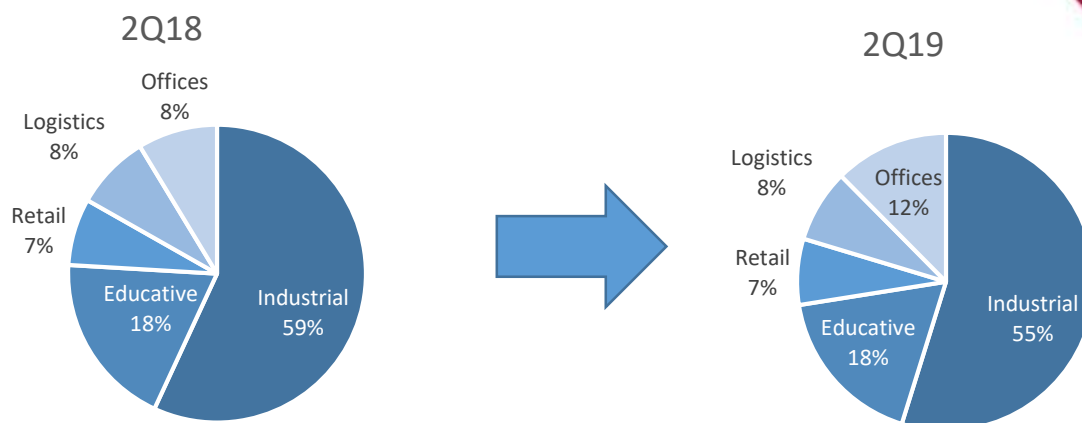 2Q18
Offices
8%
Logistics
8%
Retail
7%
Educative
18%
Industrial
59%
2Q19
Logistics
8%
Offices
12%
Retail
7%
Educative
18%
Industrial
55%